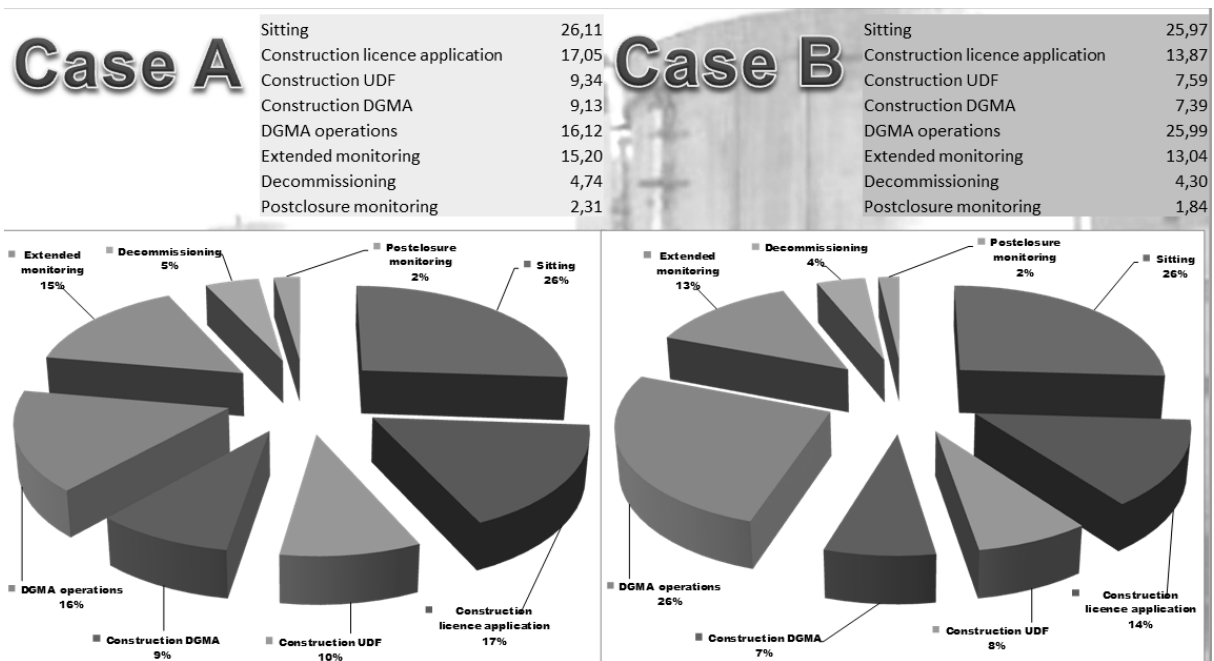 Case A
Sitting 26,11
Construction licence application 17,05
Construction UDF 9,34
Construction DGMA 9,13
DGMA operations 16,12
Extended monitoring 15,20
Decommissioning 4,74
Postclosure monitoring 2,31
Case B
Sitting 25,97
Construction licence application 13,87
Construction UDF 7,59
Construction DGMA 7,39
DGMA operations 25,99
Extended monitoring 13,04
Decommissioning 4,30
Postclosure monitoring 1,84
Extended
monitoring
15%
Decommissioning
5%
Postclosure
monitoring
2%
Sitting
26%
DGMA operations
16%
Construction DGMA
9%
Construction UDF
10%
Construction
licence application
17%
Extended
monitoring
13%
Decommissioning
4%
Postclosure
monitoring
2%
Sitting
26%
DGMA operations
26%
Construction DGMA
7%
Construction UDF
8%
Construction
licence application
14%